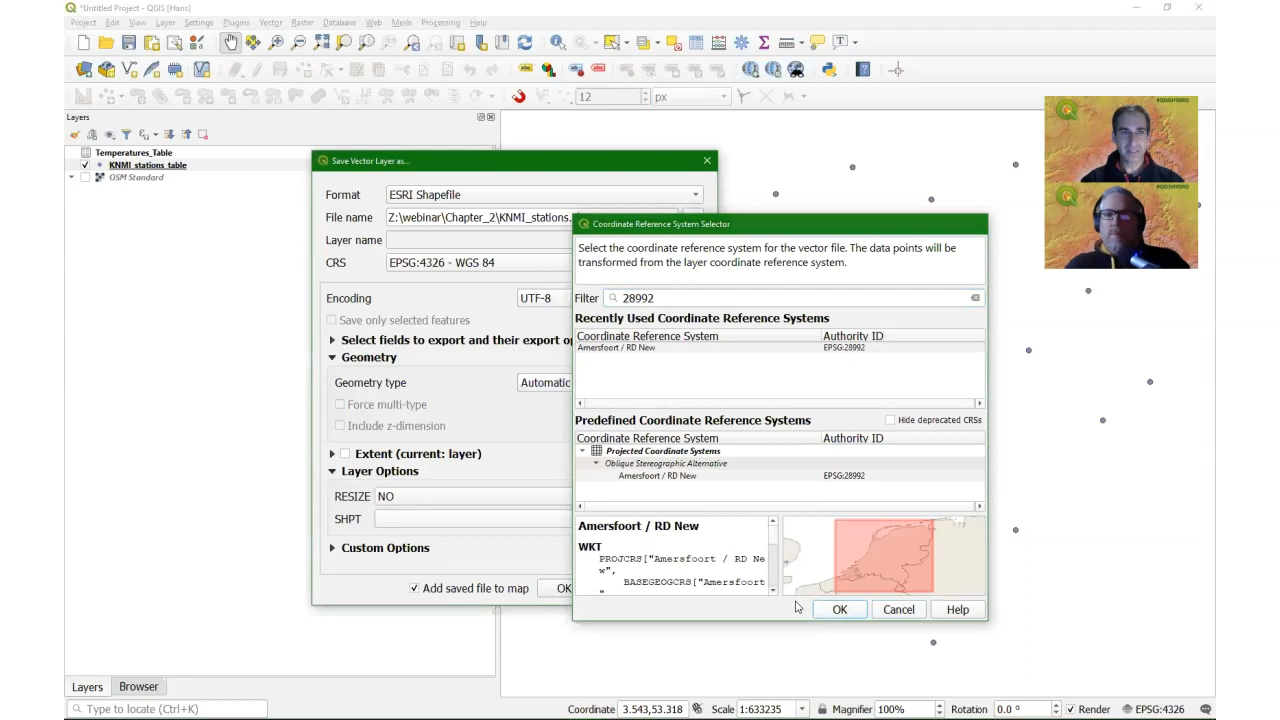 *Untitled Project - QGIS [Hans]
Project Edit View Layer Settings Plugins Vector Raster Database Web Mesh Processing Help
12 px
Layers
Temperatures_Table
KNMI_stations_table
OSM Standard
Save Vector Layer as...
Format ESRI Shapefile
File name Z:\webinar\Chapter_2\KNMI_stations.
Layer name
CRS EPSG:4326 - WGS 84
Encoding UTF-8
Save only selected features
Select fields to export and their export op
Geometry
Geometry type Automatic
Force multi-type
Include z-dimension
Extent (current: layer)
Layer Options
RESIZE NO
SHPT
Custom Options
Add saved file to map OK
Coordinate Reference System Selector
Select the coordinate reference system for the vector file. The data points will be
transformed from the layer coordinate reference system.
Filter 28992
Recently Used Coordinate Reference Systems
Coordinate Reference System Authority ID
Amersfoort / RD New EPSG:28992
Predefined Coordinate Reference Systems Hide deprecated CRSs
Coordinate Reference System Authority ID
Projected Coordinate Systems
Oblique Stereographic Alternative
Amersfoort / RD New EPSG:28992
Amersfoort / RD New
WKT
PROJCRS["Amersfoort / RD Ne
w",
BASEGEOGCRS["Amersfoort
"
OK Cancel Help
#QGISHYDRO
#QGISHYDRO
Layers Browser
Type to locate (Ctrl+K) Coordinate 3.543,53.318 Scale 1:633235 Magnifier 100% Rotation 0.0 ° Render EPSG:4326